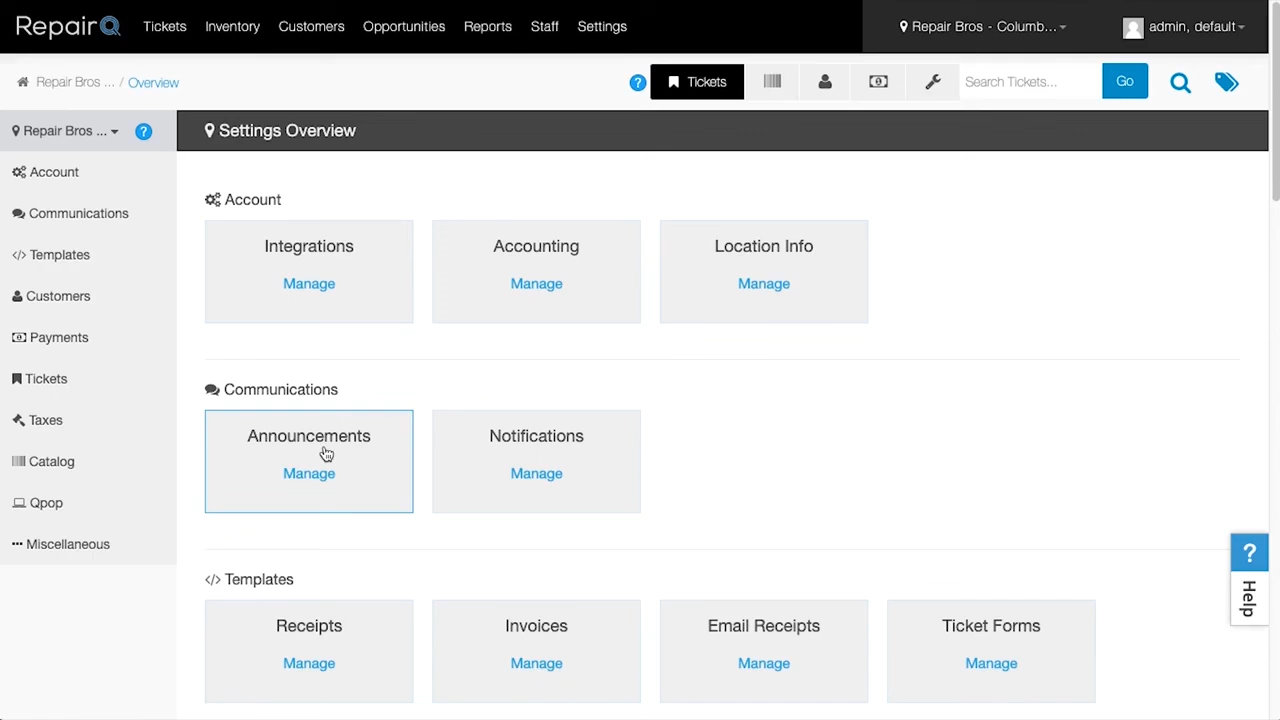 RepairQ Tickets Inventory Customers Opportunities Reports Staff Settings Repair Bros - Columb... admin, default
Repair Bros ... / Overview ? Tickets Search Tickets... Go
Repair Bros ... ? Settings Overview
Account
Communications
Templates
Customers
Payments
Tickets
Taxes
Catalog
Qpop
Miscellaneous
Account
Integrations Accounting Location Info
Manage Manage Manage
Communications
Announcements Notifications
Manage Manage
</> Templates
Receipts Invoices Email Receipts Ticket Forms
Manage Manage Manage Manage
? Help